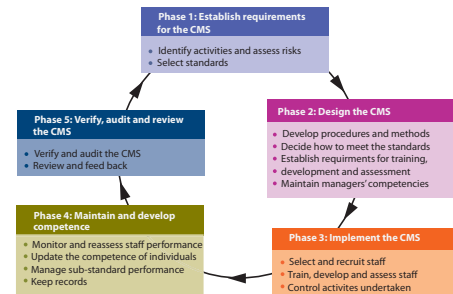 Phase 1: Establish requirements
for the CMS
• Identify activities and assess risks
• Select standards
Phase 2: Design the CMS
• Develop procedures and methods
• Decide how to meet the standards
• Establish requirments for training,
• development and assessment
• Maintain managers' competencies
Phase 3: Implement the CMS
• Select and recruit staff
• Train, develop and assess staff
• Control activites undertaken
Phase 4: Maintain and develop
competence
• Monitor and reassess staff performance
• Update the competence of individuals
• Manage sub-standard performance
• Keep records
Phase 5: Verify, audit and review
the CMS
• Verify and audit the CMS
• Review and feed back